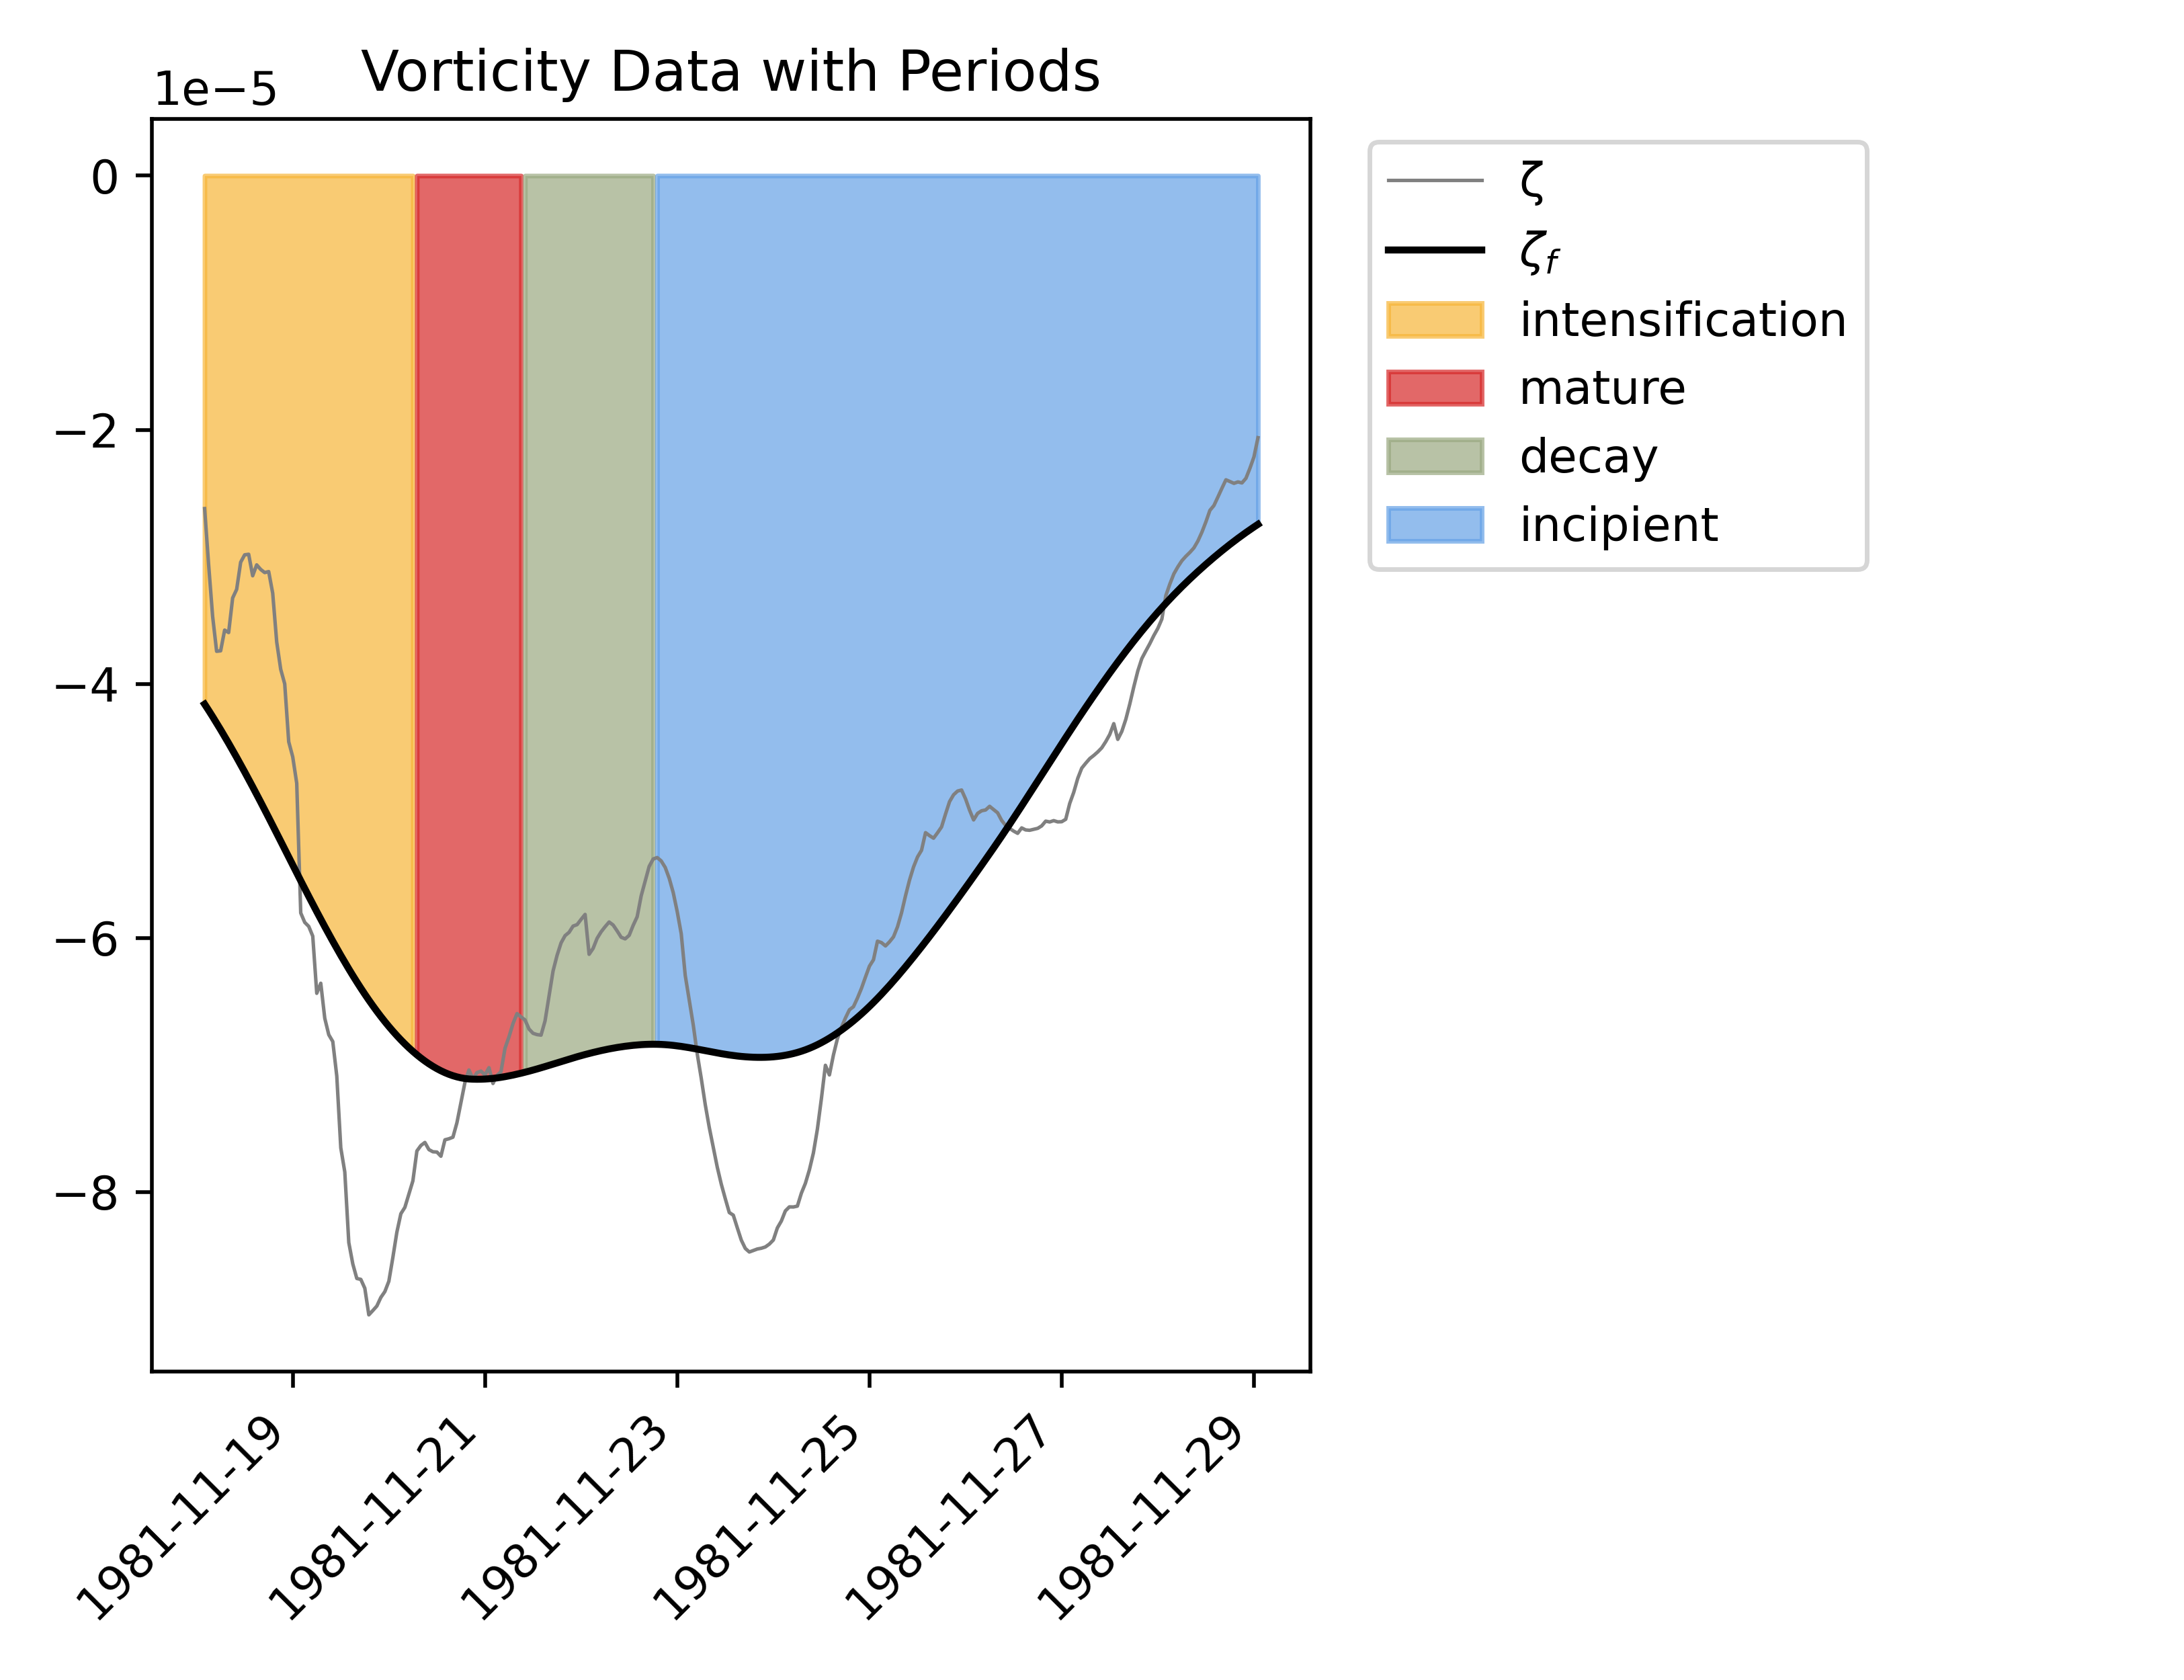 Vorticity Data with Periods
1e−5
0
−2
−4
−6
−8
1981-11-19
1981-11-21
1981-11-23
1981-11-25
1981-11-27
1981-11-29
ζ
ζf
intensification
mature
decay
incipient